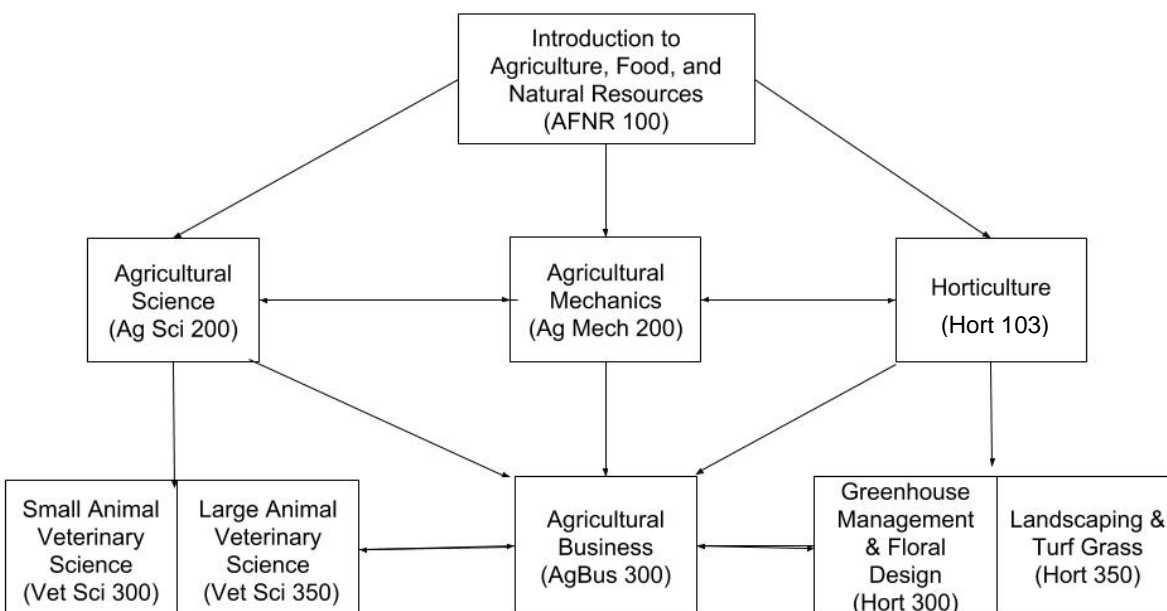 Introduction to
Agriculture, Food, and
Natural Resources
(AFNR 100)
Agricultural
Science
(Ag Sci 200)
Agricultural
Mechanics
(Ag Mech 200)
Horticulture
(Hort 103)
Small Animal
Veterinary
Science
(Vet Sci 300)
Large Animal
Veterinary
Science
(Vet Sci 350)
Agricultural
Business
(AgBus 300)
Greenhouse
Management
& Floral
Design
(Hort 300)
Landscaping &
Turf Grass
(Hort 350)